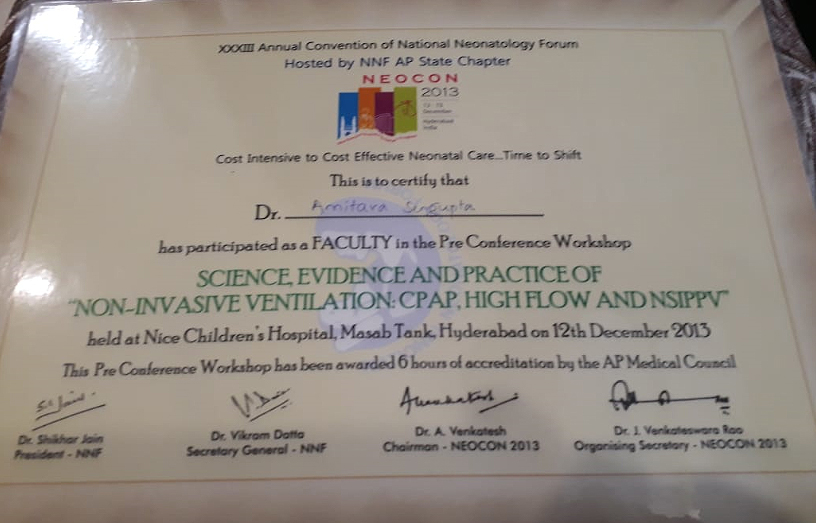 XXXIII Annual Convention of National Neonatology Forum
Hosted by NNF AP State Chapter
NEOCON
2013
December
Hyderabad
India
Cost Intensive to Cost Effective Neonatal Care...Time to Shift
This is to certify that
Dr. Amitava Sengupta
has participated as a FACULTY in the Pre Conference Workshop
SCIENCE, EVIDENCE AND PRACTICE OF
"NON-INVASIVE VENTILATION: CPAP, HIGH FLOW AND NSIPPV"
held at Nice Children's Hospital, Masab Tank, Hyderabad on 12th December 2013
This Pre Conference Workshop has been awarded 6 hours of accreditation by the AP Medical Council
Dr. Shikhar Jain
President - NNF
Dr. Vikram Datta
Secretary General - NNF
Dr. A. Venkatesh
Chairman - NEOCON 2013
Dr. J. Venkateswara Rao
Organising Secretary - NEOCON 2013